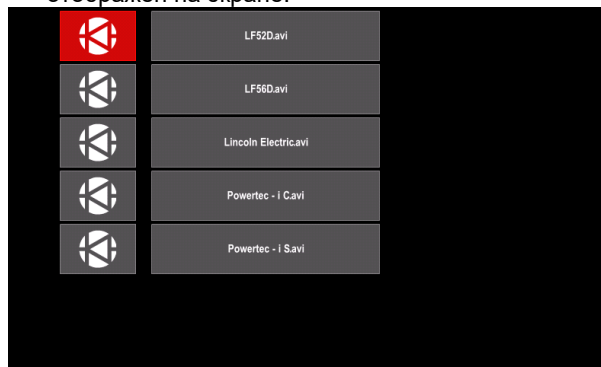 отображен на экране.
LF52D.avi
LF56D.avi
Lincoln Electric.avi
Powertec - i C.avi
Powertec - i S.avi